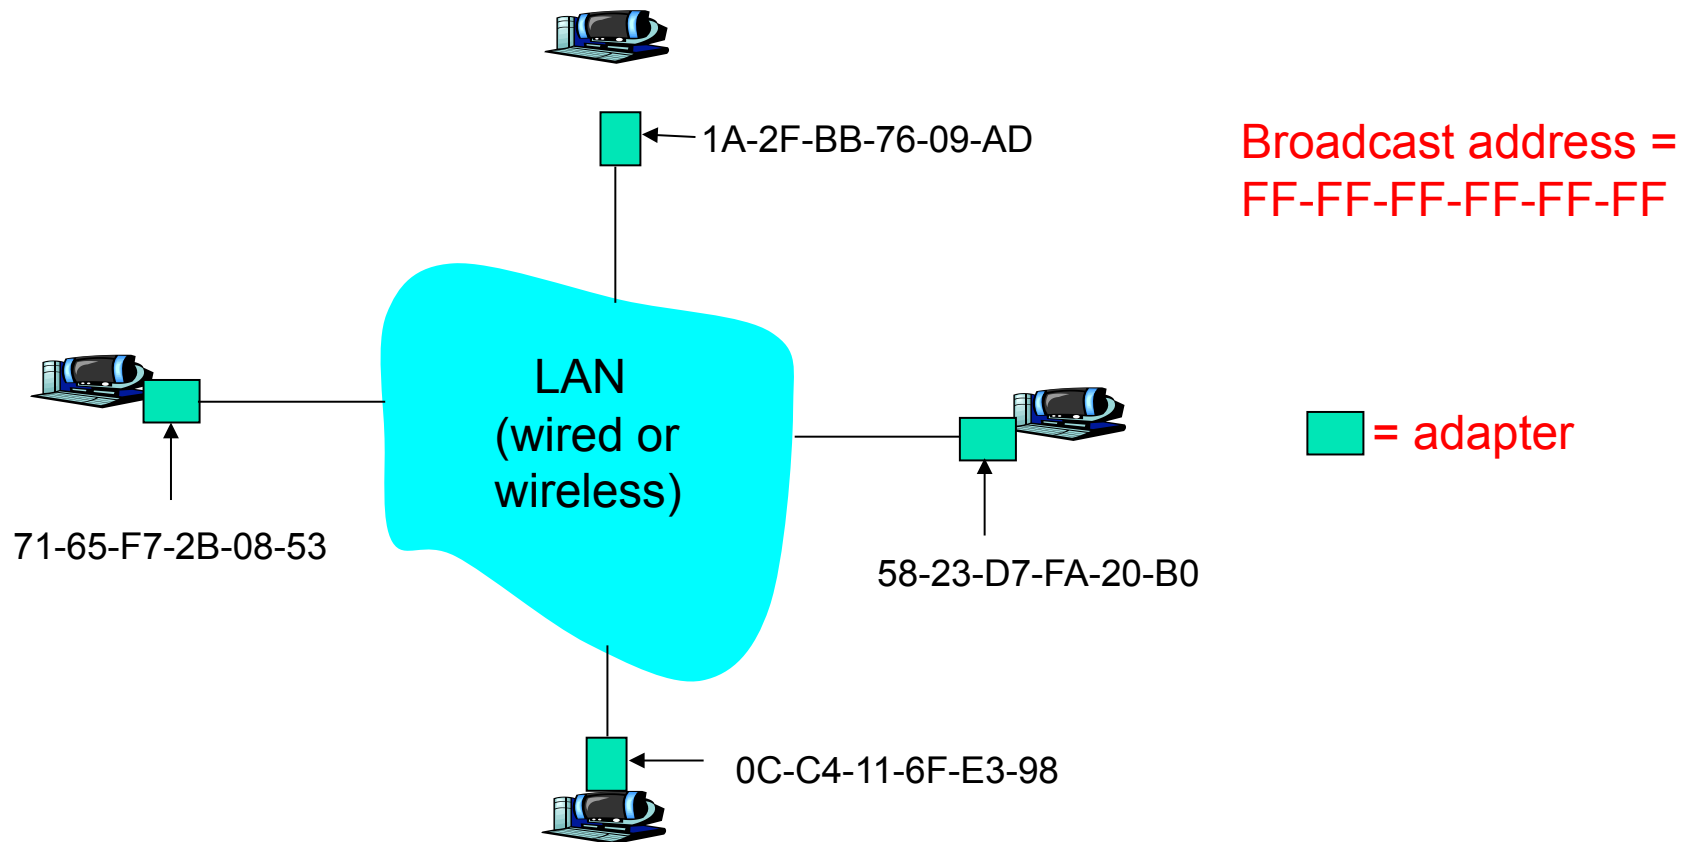 1A-2F-BB-76-09-AD
Broadcast address =
FF-FF-FF-FF-FF-FF
LAN
(wired or
wireless)
= adapter
71-65-F7-2B-08-53
58-23-D7-FA-20-B0
0C-C4-11-6F-E3-98